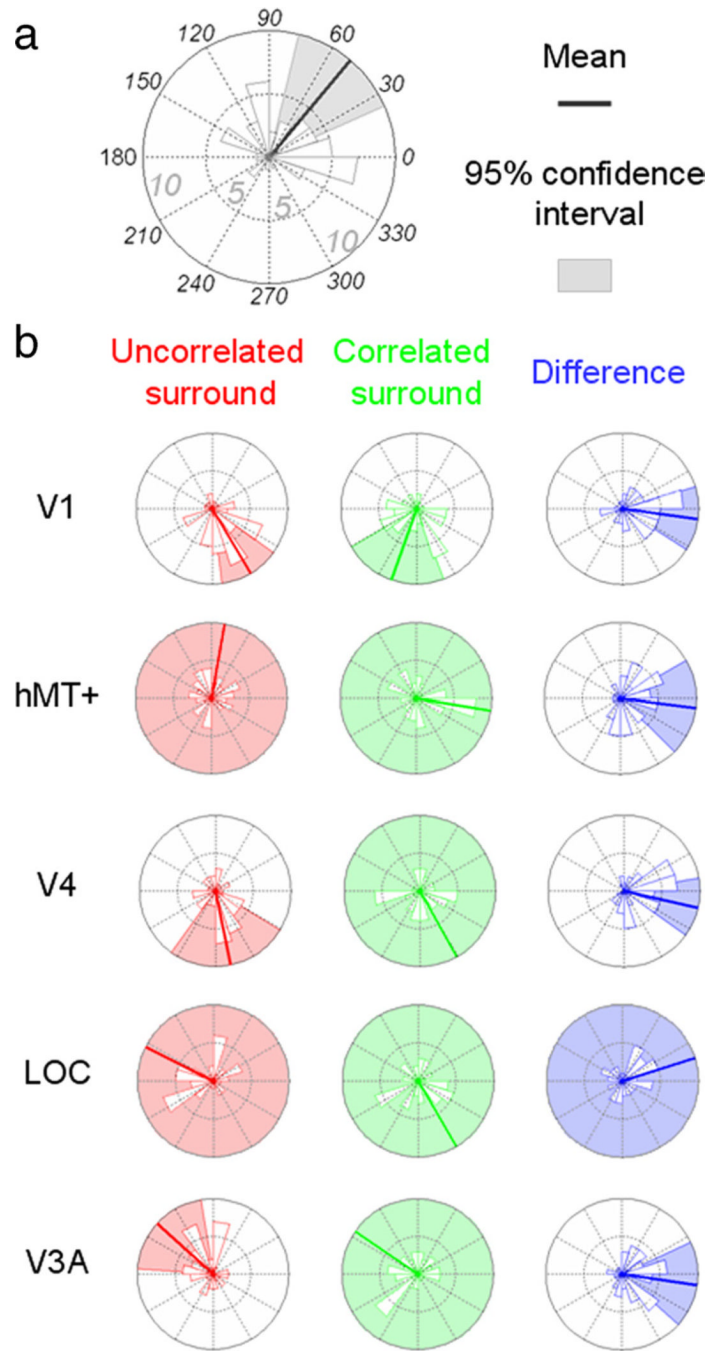 a
90
120
60
150
30
180
0
10
5
5
10
210
330
240
300
270
Mean
95% confidence
interval
b
Uncorrelated
surround
Correlated
surround
Difference
V1
hMT+
V4
LOC
V3A